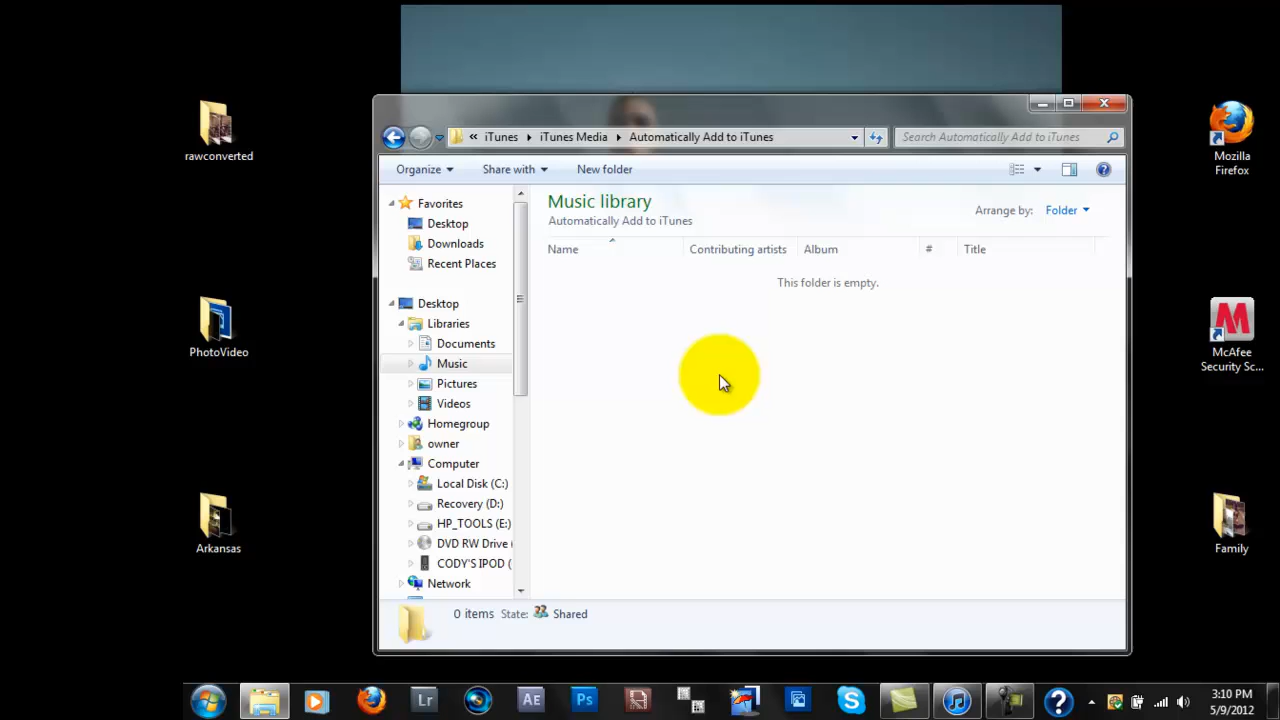 rawconverted
PhotoVideo
Arkansas
« iTunes ▸ iTunes Media ▸ Automatically Add to iTunes
Search Automatically Add to iTunes
Organize Share with New folder
Favorites
Desktop
Downloads
Recent Places
Desktop
Libraries
Documents
Music
Pictures
Videos
Homegroup
owner
Computer
Local Disk (C:)
Recovery (D:)
HP_TOOLS (E:)
DVD RW Drive (
CODY'S IPOD (
Network
Music library
Automatically Add to iTunes
Arrange by: Folder
Name Contributing artists Album # Title
This folder is empty.
0 items State: Shared
Mozilla
Firefox
McAfee
Security Sc...
Family
Lr
AE
Ps
3:10 PM
5/9/2012